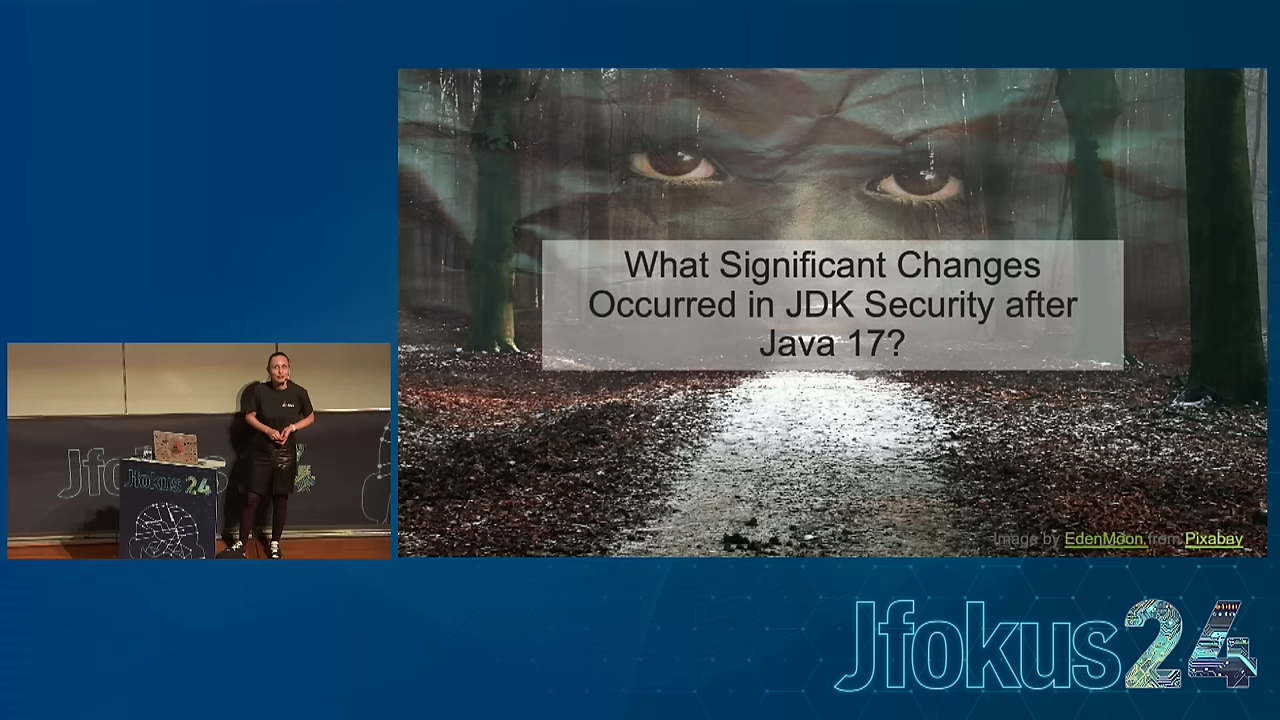 What Significant Changes
Occurred in JDK Security after
Java 17?
Image by EdenMoon from Pixabay
Jfokus 24
Jfokus24